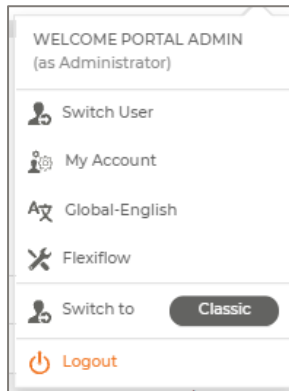 WELCOME PORTAL ADMIN
(as Administrator)
Switch User
My Account
Global-English
Flexiflow
Switch to Classic
Logout